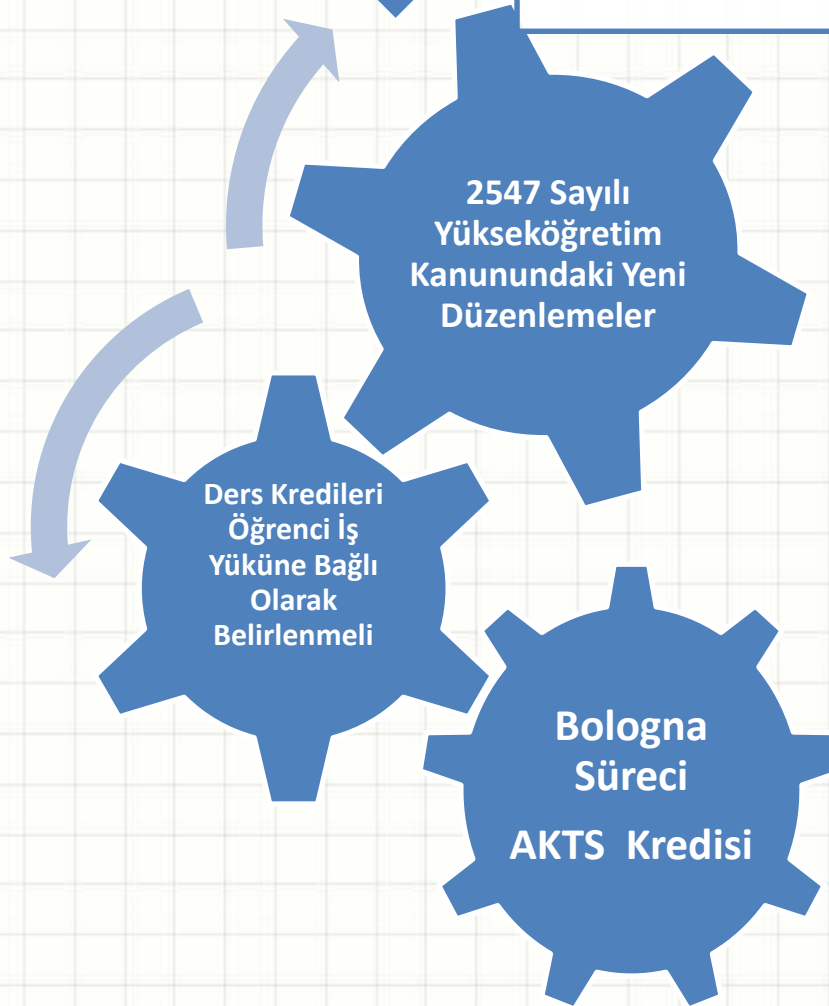 2547 Sayılı
Yükseköğretim
Kanunundaki Yeni
Düzenlemeler
Ders Kredileri
Öğrenci İş
Yüküne Bağlı
Olarak
Belirlenmeli
Bologna
Süreci
AKTS Kredisi